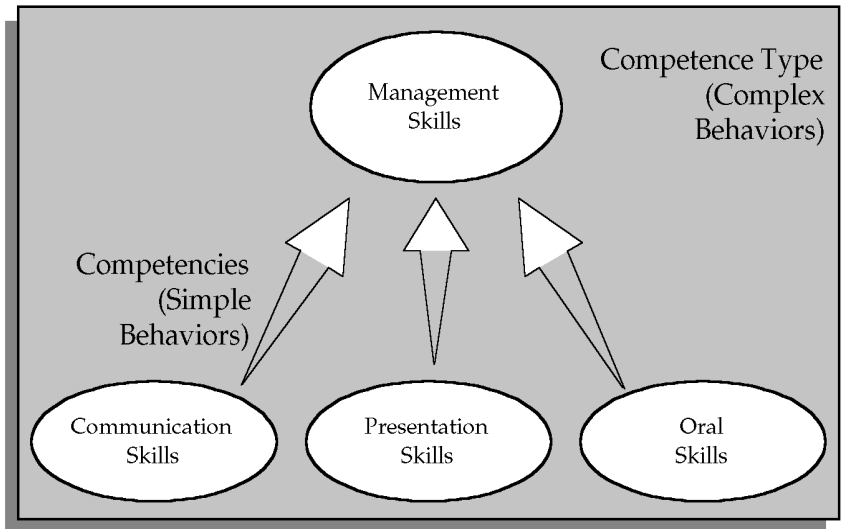 Management
Skills
Competence Type
(Complex
Behaviors)
Competencies
(Simple
Behaviors)
Communication
Skills
Presentation
Skills
Oral
Skills